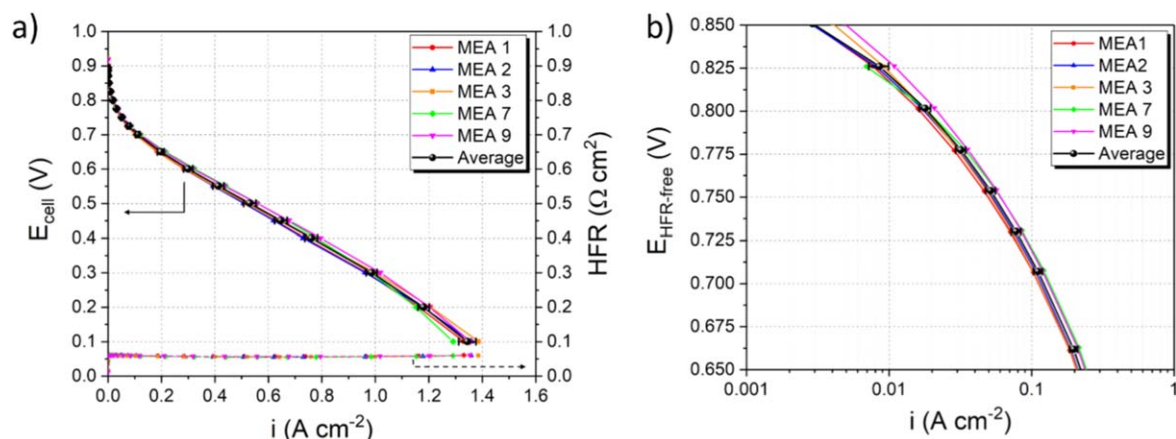 a)
1.0
0.9
0.8
0.7
0.6
0.5
0.4
0.3
0.2
0.1
0.0
E_cell (V)
0.0 0.2 0.4 0.6 0.8 1.0 1.2 1.4 1.6
i (A cm⁻²)
MEA 1
MEA 2
MEA 3
MEA 7
MEA 9
Average
1.0
0.9
0.8
0.7
0.6
0.5
0.4
0.3
0.2
0.1
0.0
HFR (Ω cm²)
b)
0.850
0.825
0.800
0.775
0.750
0.725
0.700
0.675
0.650
E_HFR-free (V)
0.001 0.01 0.1 1
i (A cm⁻²)
MEA1
MEA2
MEA 3
MEA 7
MEA 9
Average